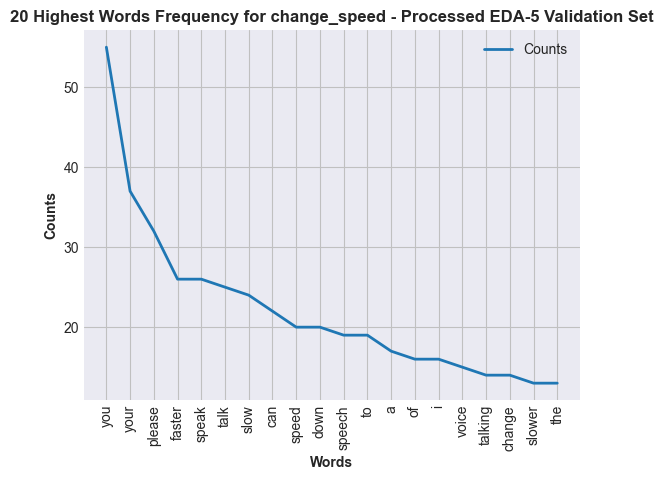 20 Highest Words Frequency for change_speed - Processed EDA-5 Validation Set
Counts
Counts
50
40
30
20
you
your
please
faster
speak
talk
slow
can
speed
down
speech
to
a
of
i
voice
talking
change
slower
the
Words